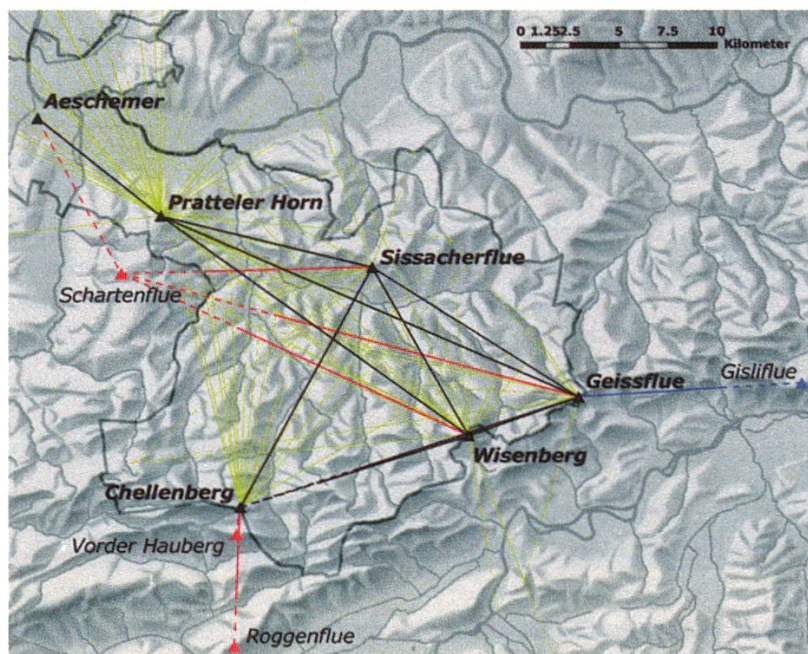 0 1.25 2.5 5 7.5 10
Kilometer
Aeschemer
Pratteler Horn
Sissacherflue
Schartenflue
Geissflue
Gisliflue
Wisenberg
Chellenberg
Vorder Hauberg
Roggenflue